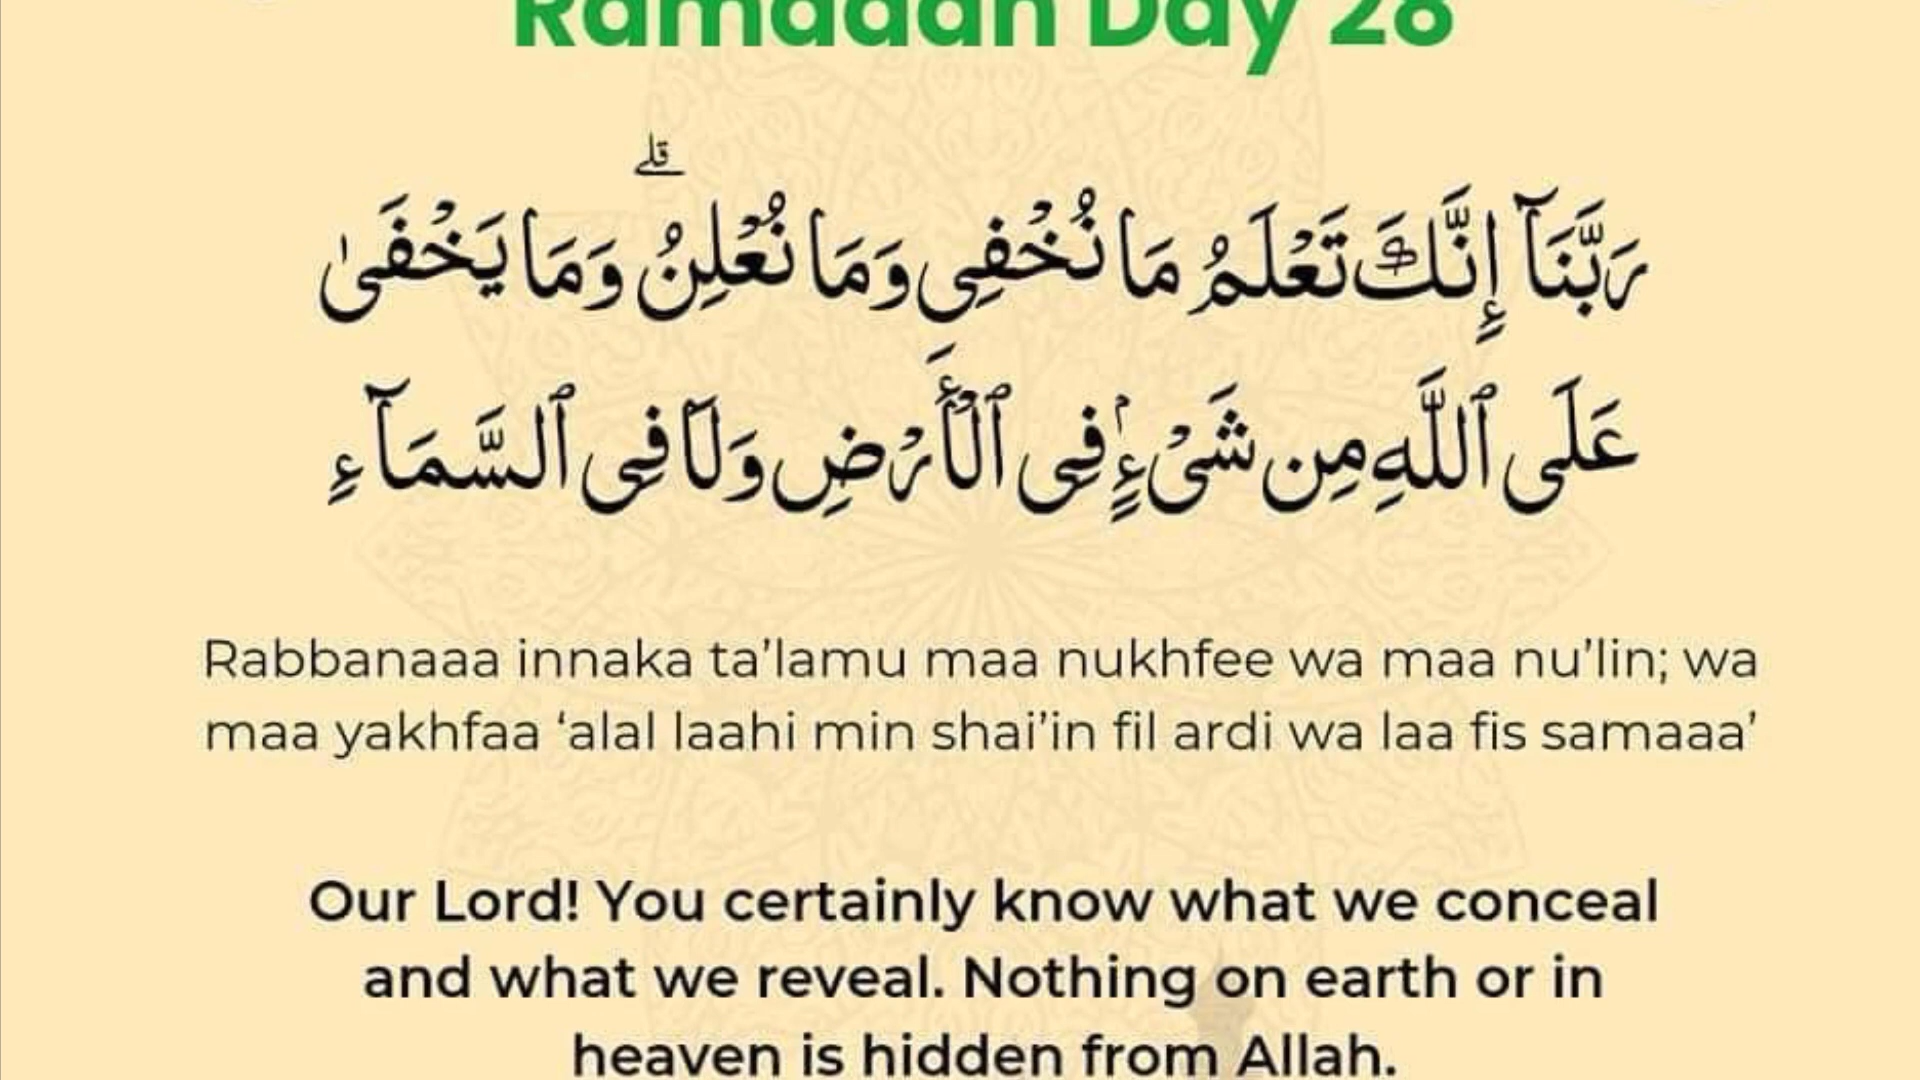 Ramadan Day 28
رَبَّنَآ إِنَّكَ تَعْلَمُ مَا نُخْفِى وَمَا نُعْلِنُ ۗ وَمَا يَخْفَىٰ
عَلَى ٱللَّهِ مِن شَىْءٍ فِى ٱلْأَرْضِ وَلَا فِى ٱلسَّمَآءِ
Rabbanaaa innaka ta’lamu maa nukhfee wa maa nu’lin; wa
maa yakhfaa ‘alal laahi min shai’in fil ardi wa laa fis samaaa’
Our Lord! You certainly know what we conceal
and what we reveal. Nothing on earth or in
heaven is hidden from Allah.